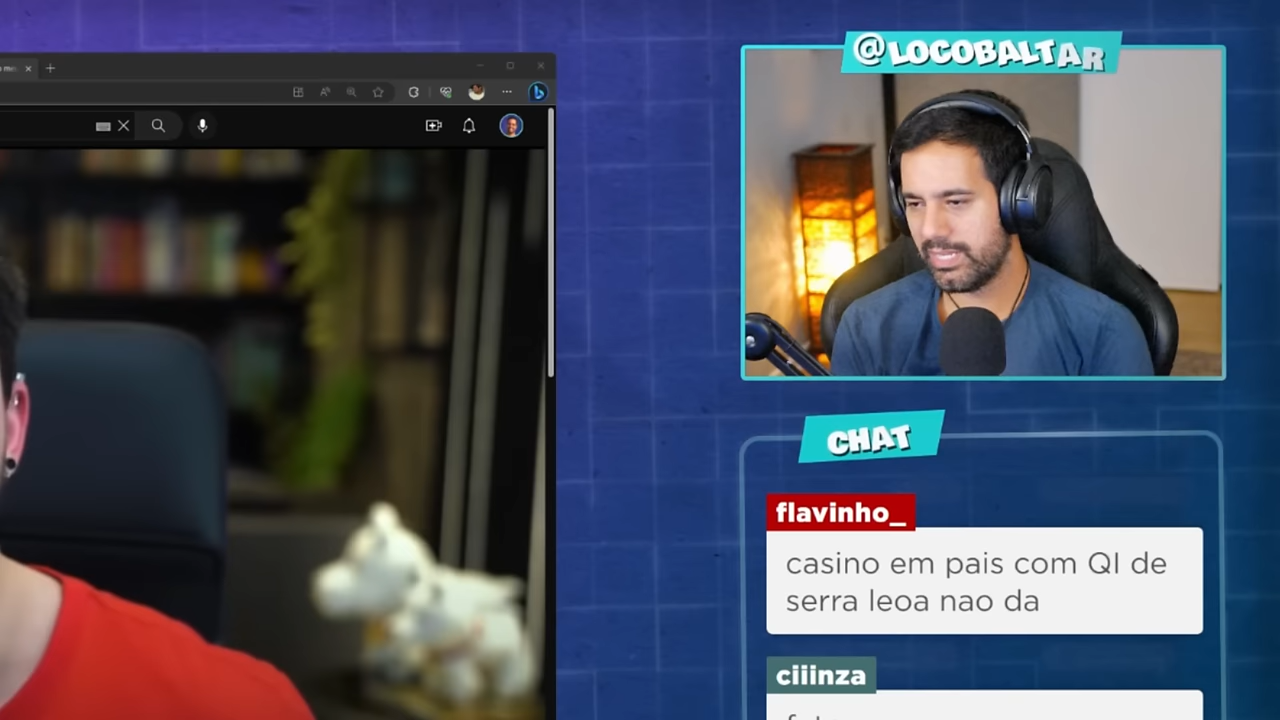 @LOCOBALTAR
CHAT
flavinho_
casino em pais com QI de
serra leoa nao da
ciiinza